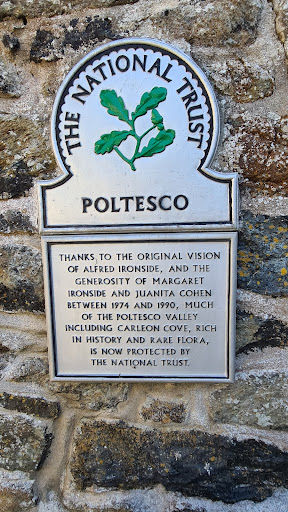 THE NATIONAL TRUST
POLTESCO
THANKS TO THE ORIGINAL VISION
OF ALFRED IRONSIDE, AND THE
GENEROSITY OF MARGARET
IRONSIDE AND JUANITA COHEN
BETWEEN 1974 AND 1990, MUCH
OF THE POLTESCO VALLEY
INCLUDING CARLEON COVE, RICH
IN HISTORY AND RARE FLORA,
IS NOW PROTECTED BY
THE NATIONAL TRUST.